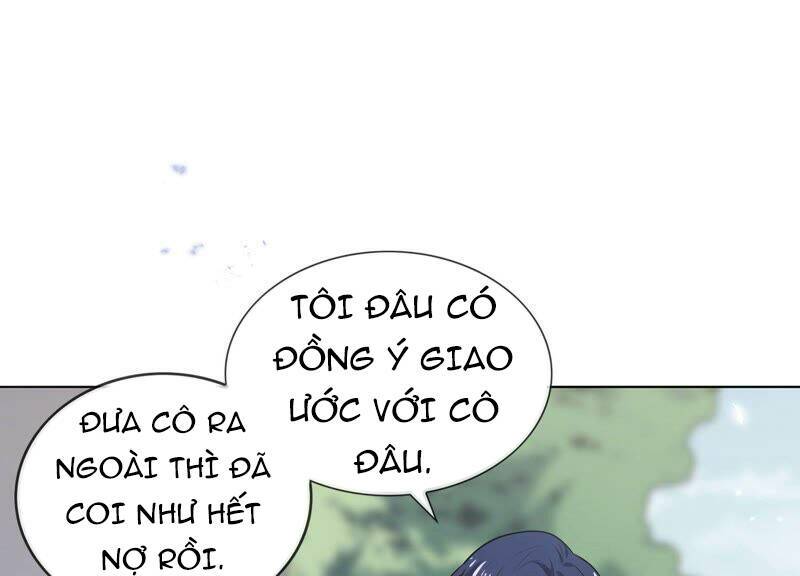 TÔI ĐÂU CÓ
ĐỒNG Ý GIAO
ƯỚC VỚI CÔ
ĐÂU.
ĐƯA CÔ RA
NGOÀI THÌ ĐÃ
COI NHƯ HẾT
NỢ RỒI.